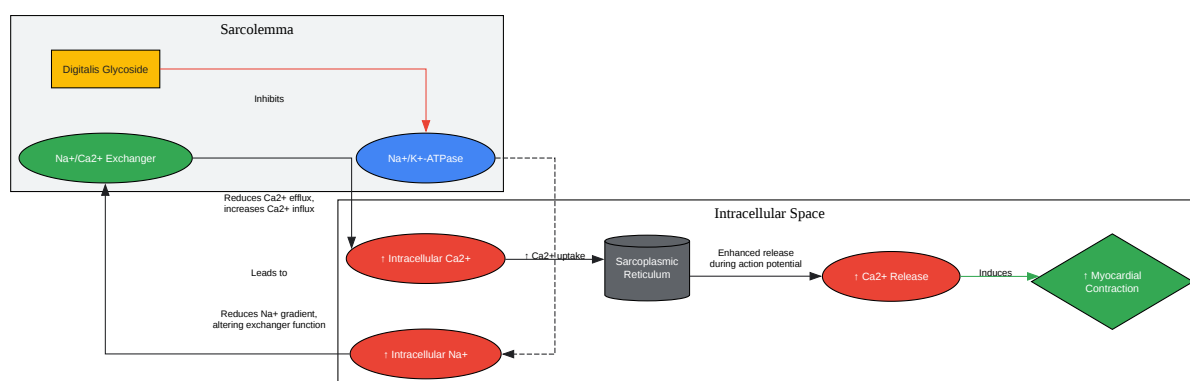 Sarcolemma
Digitalis Glycoside
Inhibits
Na+/Ca2+ Exchanger
Na+/K+-ATPase
Reduces Ca2+ efflux,
increases Ca2+ influx
Intracellular Space
↑ Intracellular Ca2+
↑ Ca2+ uptake
Sarcoplasmic
Reticulum
Enhanced release
during action potential
↑ Ca2+ Release
Induces
↑ Myocardial
Contraction
Leads to
Reduces Na+ gradient,
altering exchanger function
↑ Intracellular Na+